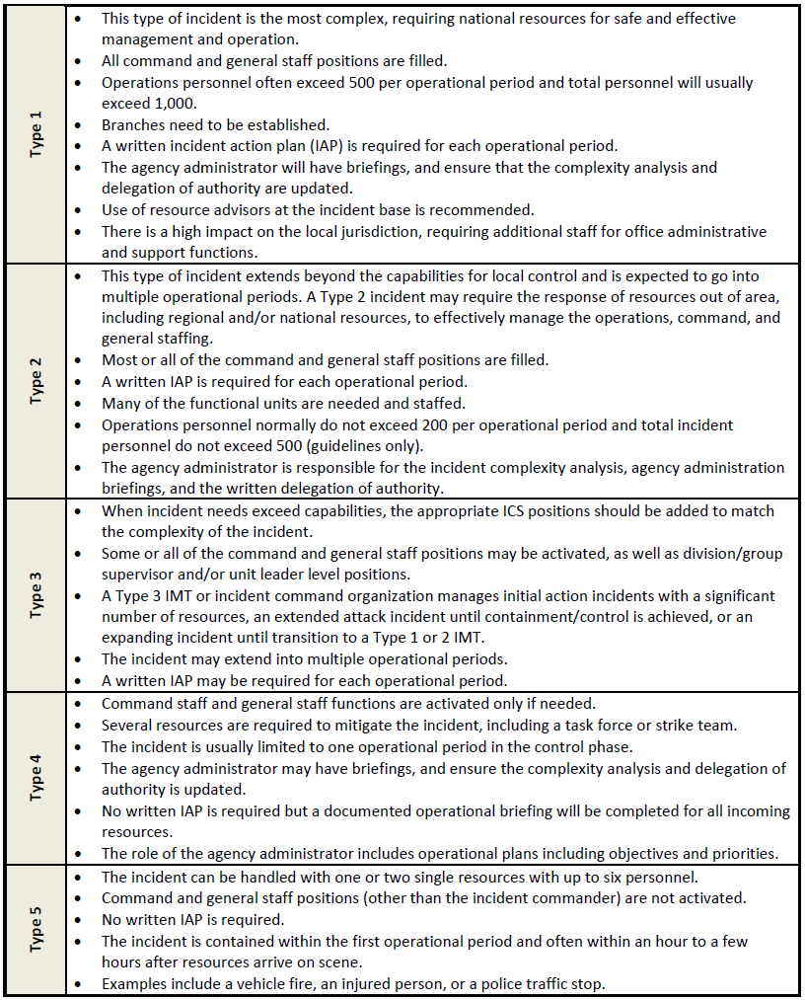 Type 1
• This type of incident is the most complex, requiring national resources for safe and effective
management and operation.
• All command and general staff positions are filled.
• Operations personnel often exceed 500 per operational period and total personnel will usually
exceed 1,000.
• Branches need to be established.
• A written incident action plan (IAP) is required for each operational period.
• The agency administrator will have briefings, and ensure that the complexity analysis and
delegation of authority are updated.
• Use of resource advisors at the incident base is recommended.
• There is a high impact on the local jurisdiction, requiring additional staff for office administrative
and support functions.
Type 2
• This type of incident extends beyond the capabilities for local control and is expected to go into
multiple operational periods. A Type 2 incident may require the response of resources out of area,
including regional and/or national resources, to effectively manage the operations, command, and
general staffing.
• Most or all of the command and general staff positions are filled.
• A written IAP is required for each operational period.
• Many of the functional units are needed and staffed.
• Operations personnel normally do not exceed 200 per operational period and total incident
personnel do not exceed 500 (guidelines only).
• The agency administrator is responsible for the incident complexity analysis, agency administration
briefings, and the written delegation of authority.
Type 3
• When incident needs exceed capabilities, the appropriate ICS positions should be added to match
the complexity of the incident.
• Some or all of the command and general staff positions may be activated, as well as division/group
supervisor and/or unit leader level positions.
• A Type 3 IMT or incident command organization manages initial action incidents with a significant
number of resources, an extended attack incident until containment/control is achieved, or an
expanding incident until transition to a Type 1 or 2 IMT.
• The incident may extend into multiple operational periods.
• A written IAP may be required for each operational period.
Type 4
• Command staff and general staff functions are activated only if needed.
• Several resources are required to mitigate the incident, including a task force or strike team.
• The incident is usually limited to one operational period in the control phase.
• The agency administrator may have briefings, and ensure the complexity analysis and delegation of
authority is updated.
• No written IAP is required but a documented operational briefing will be completed for all incoming
resources.
• The role of the agency administrator includes operational plans including objectives and priorities.
Type 5
• The incident can be handled with one or two single resources with up to six personnel.
• Command and general staff positions (other than the incident commander) are not activated.
• No written IAP is required.
• The incident is contained within the first operational period and often within an hour to a few
hours after resources arrive on scene.
• Examples include a vehicle fire, an injured person, or a police traffic stop.